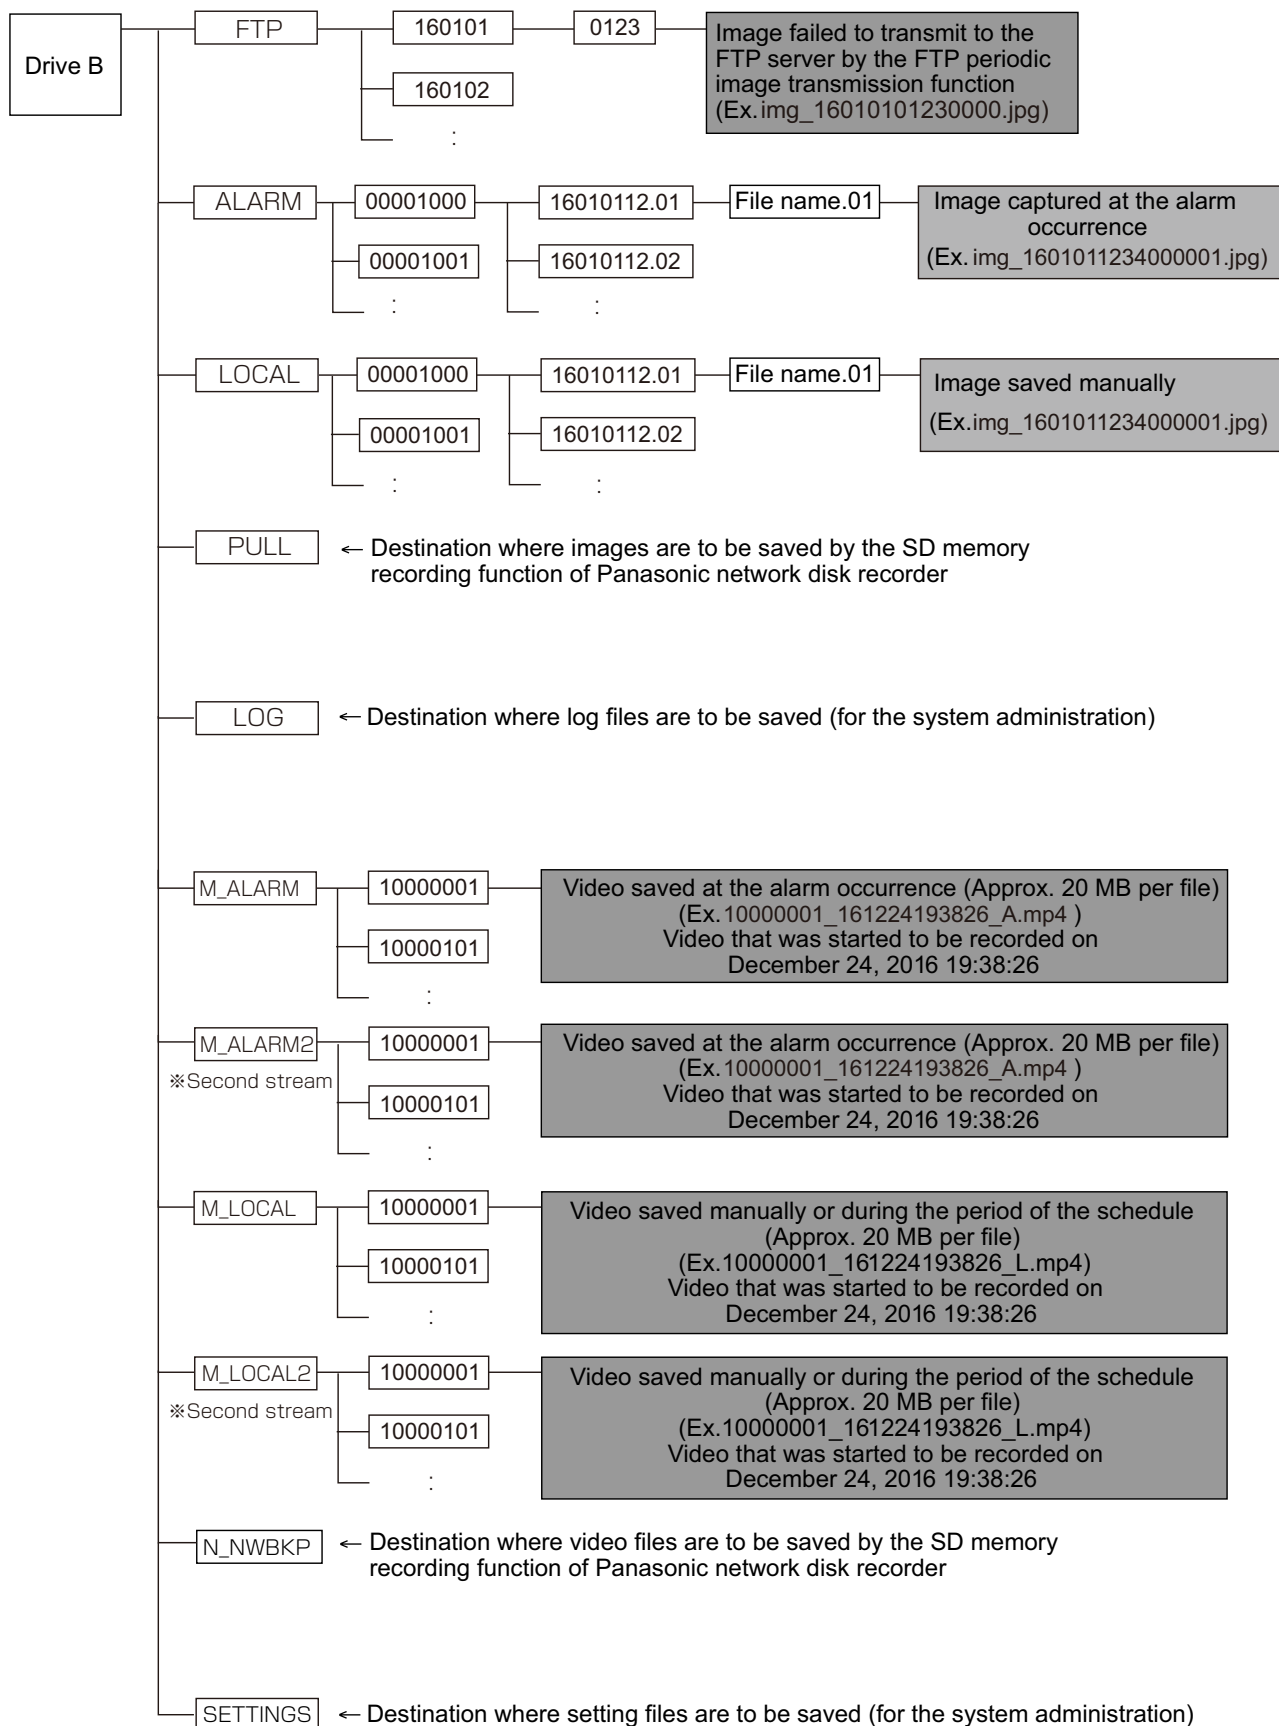 Drive B
FTP
160101
0123
Image failed to transmit to the
FTP server by the FTP periodic
image transmission function
(Ex.img_16010101230000.jpg)
160102
:
ALARM
00001000
16010112.01
File name.01
Image captured at the alarm
occurrence
(Ex. img_1601011234000001.jpg)
00001001
16010112.02
:
:
LOCAL
00001000
16010112.01
File name.01
Image saved manually
(Ex.img_1601011234000001.jpg)
00001001
16010112.02
:
:
PULL
← Destination where images are to be saved by the SD memory
recording function of Panasonic network disk recorder
LOG
← Destination where log files are to be saved (for the system administration)
M_ALARM
10000001
Video saved at the alarm occurrence (Approx. 20 MB per file)
(Ex.10000001_161224193826_A.mp4 )
Video that was started to be recorded on
December 24, 2016 19:38:26
10000101
:
M_ALARM2
※Second stream
10000001
Video saved at the alarm occurrence (Approx. 20 MB per file)
(Ex.10000001_161224193826_A.mp4 )
Video that was started to be recorded on
December 24, 2016 19:38:26
10000101
:
M_LOCAL
10000001
Video saved manually or during the period of the schedule
(Approx. 20 MB per file)
(Ex.10000001_161224193826_L.mp4)
Video that was started to be recorded on
December 24, 2016 19:38:26
10000101
:
M_LOCAL2
※Second stream
10000001
Video saved manually or during the period of the schedule
(Approx. 20 MB per file)
(Ex.10000001_161224193826_L.mp4)
Video that was started to be recorded on
December 24, 2016 19:38:26
10000101
:
N_NWBKP
← Destination where video files are to be saved by the SD memory
recording function of Panasonic network disk recorder
SETTINGS
← Destination where setting files are to be saved (for the system administration)